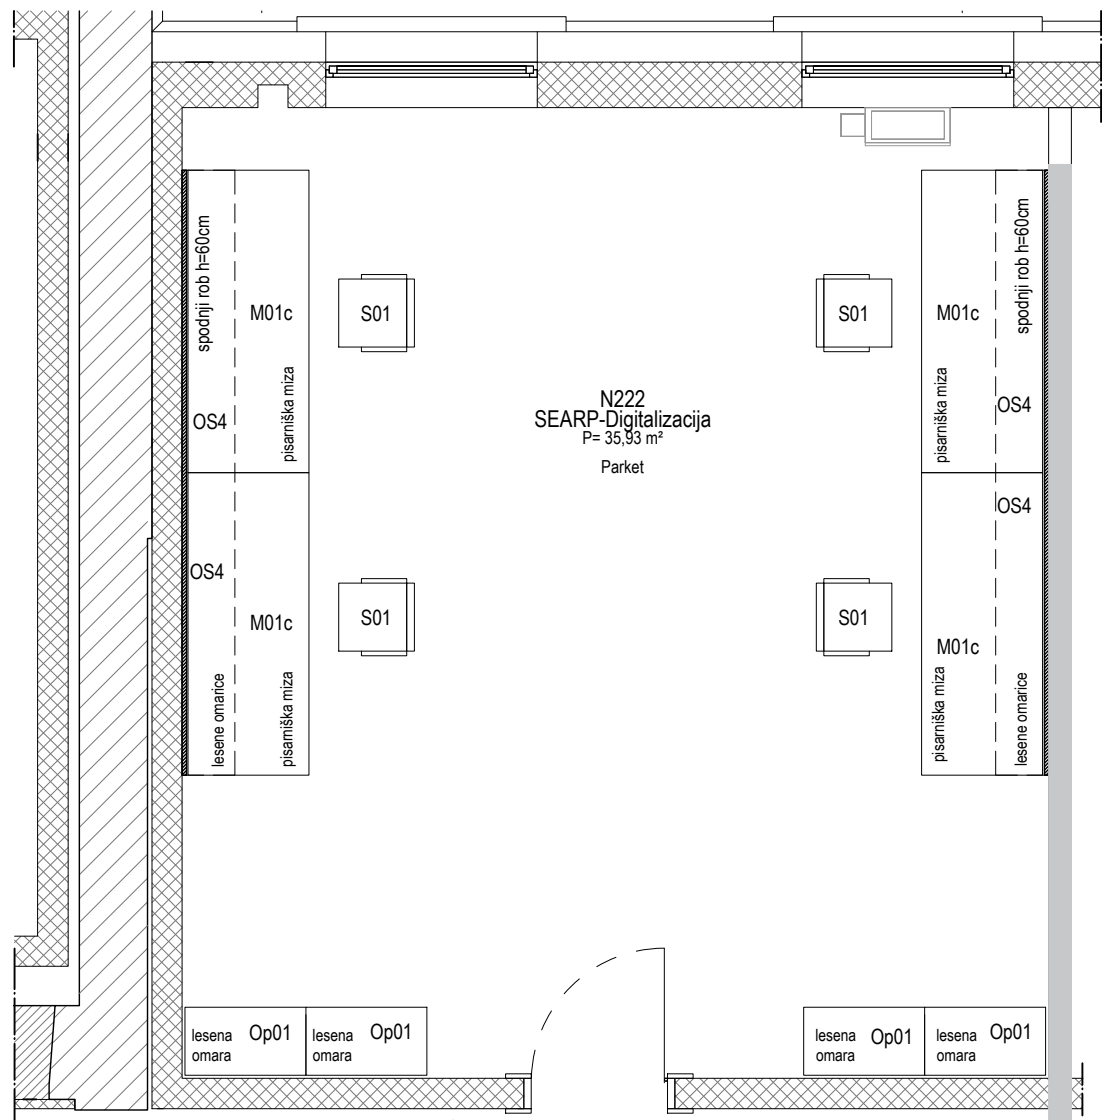 spodnji rob h=60cm
M01c
S01
S01
M01c
spodnji rob h=60cm
N222
SEARP-Digitalizacija
P= 35,93 m²
Parket
OS4
pisarniška miza
pisarniška miza
OS4
OS4
OS4
M01c
S01
S01
M01c
lesene omarice
pisarniška miza
pisarniška miza
lesene omarice
lesena Op01
omara
lesena Op01
omara
lesena Op01
omara
lesena Op01
omara